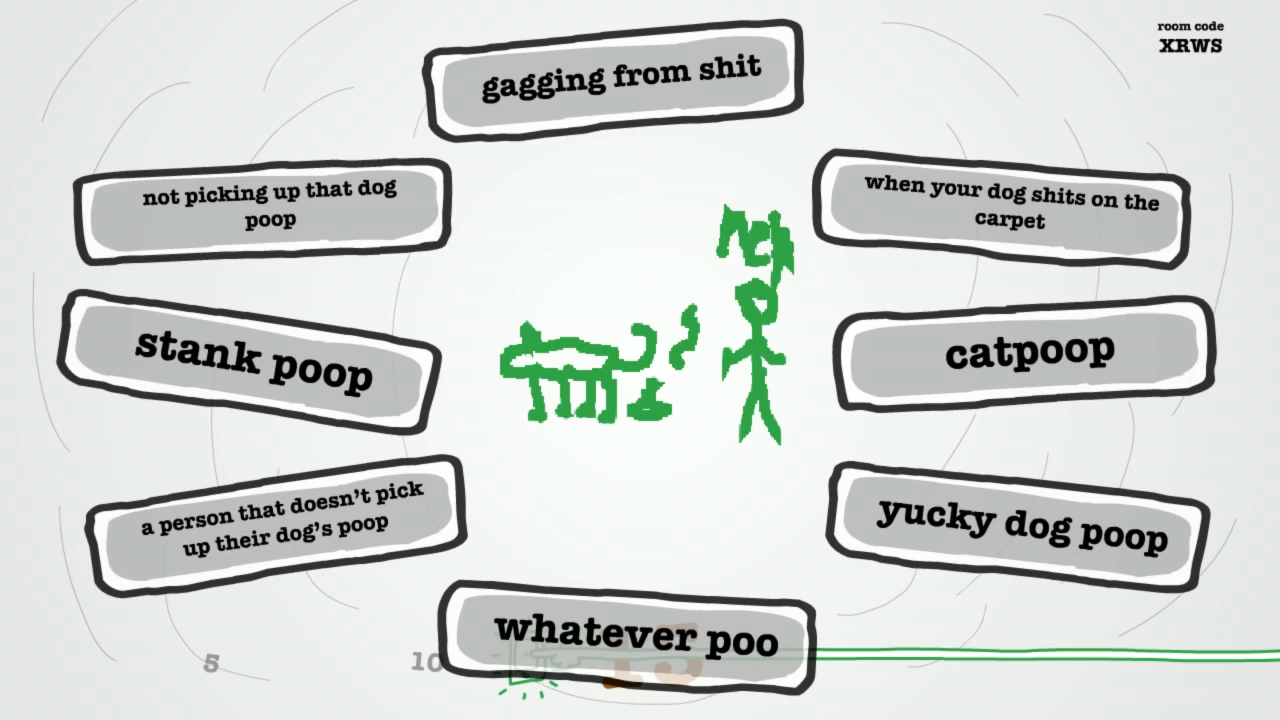 room code
XRWS
gagging from shit
not picking up that dog
poop
when your dog shits on the
carpet
stank poop
catpoop
a person that doesn't pick
up their dog's poop
yucky dog poop
whatever poo
5
10
15